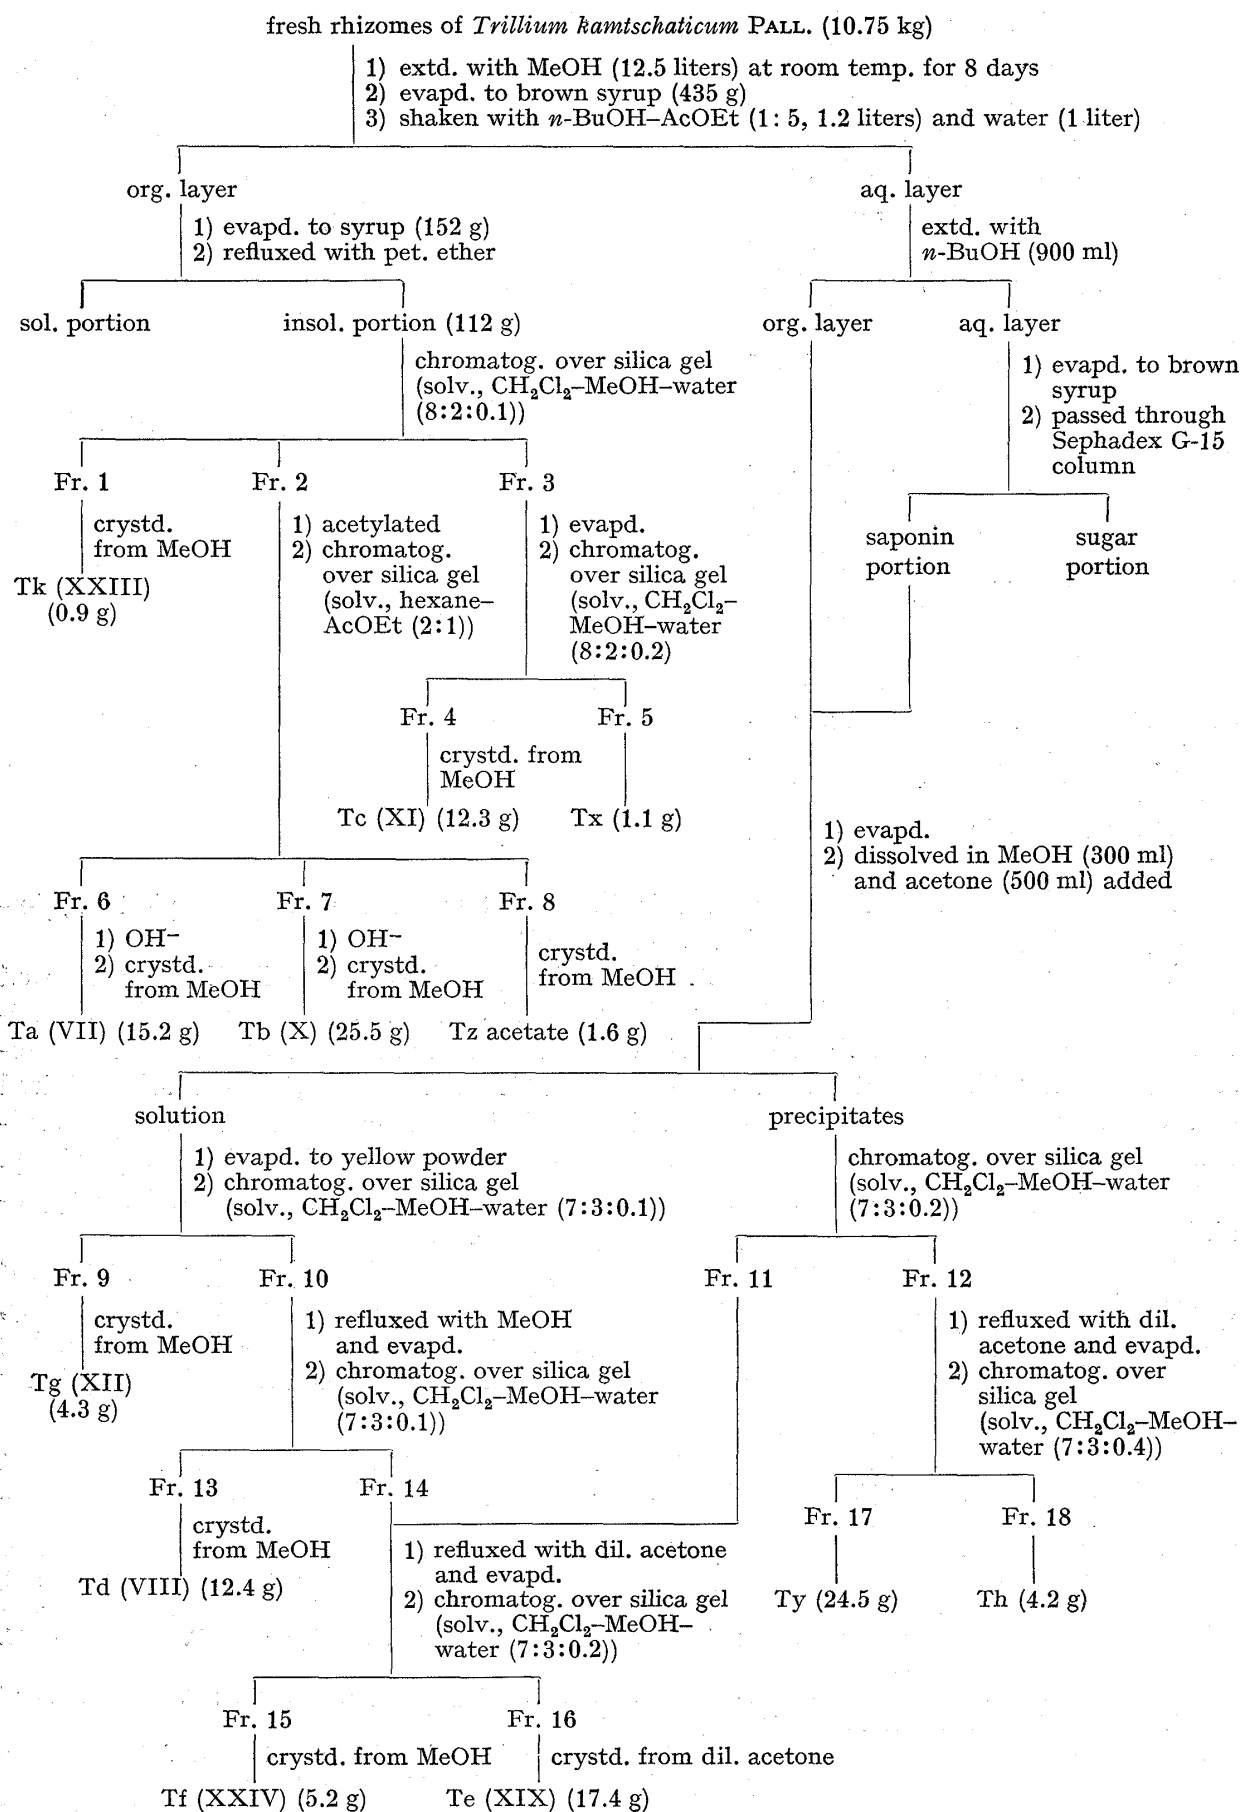 fresh rhizomes of Trillium kamtschaticum PALL. (10.75 kg)
1) extd. with MeOH (12.5 liters) at room temp. for 8 days
2) evapd. to brown syrup (435 g)
3) shaken with n-BuOH–AcOEt (1: 5, 1.2 liters) and water (1 liter)
org. layer
1) evapd. to syrup (152 g)
2) refluxed with pet. ether
aq. layer
extd. with
n-BuOH (900 ml)
sol. portion
insol. portion (112 g)
chromatog. over silica gel
(solv., CH₂Cl₂–MeOH–water
(8:2:0.1))
org. layer
aq. layer
1) evapd. to brown
syrup
2) passed through
Sephadex G-15
column
Fr. 1
crystd.
from MeOH
Tk (XXIII)
(0.9 g)
Fr. 2
1) acetylated
2) chromatog.
over silica gel
(solv., hexane–
AcOEt (2:1))
Fr. 3
1) evapd.
2) chromatog.
over silica gel
(solv., CH₂Cl₂–
MeOH–water
(8:2:0.2)
saponin
portion
sugar
portion
Fr. 4
crystd. from
MeOH
Tc (XI) (12.3 g)
Fr. 5
Tx (1.1 g)
1) evapd.
2) dissolved in MeOH (300 ml)
and acetone (500 ml) added
Fr. 6
1) OH⁻
2) crystd.
from MeOH
Ta (VII) (15.2 g)
Fr. 7
1) OH⁻
2) crystd.
from MeOH
Tb (X) (25.5 g)
Fr. 8
crystd.
from MeOH
Tz acetate (1.6 g)
solution
1) evapd. to yellow powder
2) chromatog. over silica gel
(solv., CH₂Cl₂–MeOH–water (7:3:0.1))
precipitates
chromatog. over silica gel
(solv., CH₂Cl₂–MeOH–water
(7:3:0.2))
Fr. 9
crystd.
from MeOH
Tg (XII)
(4.3 g)
Fr. 10
1) refluxed with MeOH
and evapd.
2) chromatog. over silica gel
(solv., CH₂Cl₂–MeOH–water
(7:3:0.1))
Fr. 11
Fr. 12
1) refluxed with dil.
acetone and evapd.
2) chromatog. over
silica gel
(solv., CH₂Cl₂–MeOH–
water (7:3:0.4))
Fr. 13
crystd.
from MeOH
Td (VIII) (12.4 g)
Fr. 14
1) refluxed with dil. acetone
and evapd.
2) chromatog. over silica gel
(solv., CH₂Cl₂–MeOH–
water (7:3:0.2))
Fr. 17
Ty (24.5 g)
Fr. 18
Th (4.2 g)
Fr. 15
crystd. from MeOH
Tf (XXIV) (5.2 g)
Fr. 16
crystd. from dil. acetone
Te (XIX) (17.4 g)